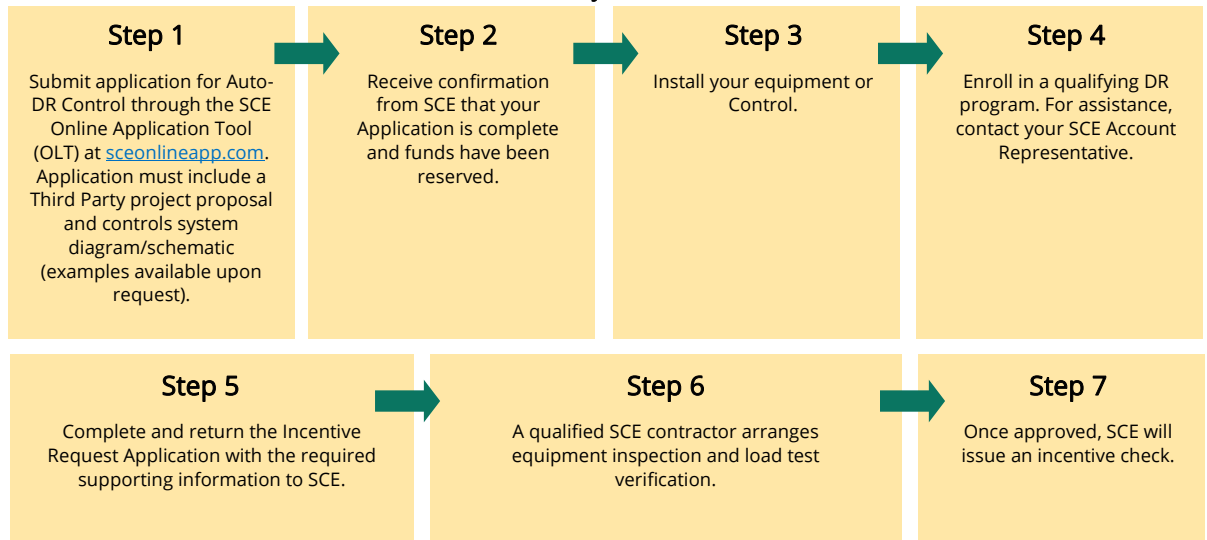 Step 1
Submit application for Auto-
DR Control through the SCE
Online Application Tool
(OLT) at sceonlineapp.com.
Application must include a
Third Party project proposal
and controls system
diagram/schematic
(examples available upon
request).
Step 2
Receive confirmation
from SCE that your
Application is complete
and funds have been
reserved.
Step 3
Install your equipment or
Control.
Step 4
Enroll in a qualifying DR
program. For assistance,
contact your SCE Account
Representative.
Step 5
Complete and return the Incentive
Request Application with the required
supporting information to SCE.
Step 6
A qualified SCE contractor arranges
equipment inspection and load test
verification.
Step 7
Once approved, SCE will
issue an incentive check.